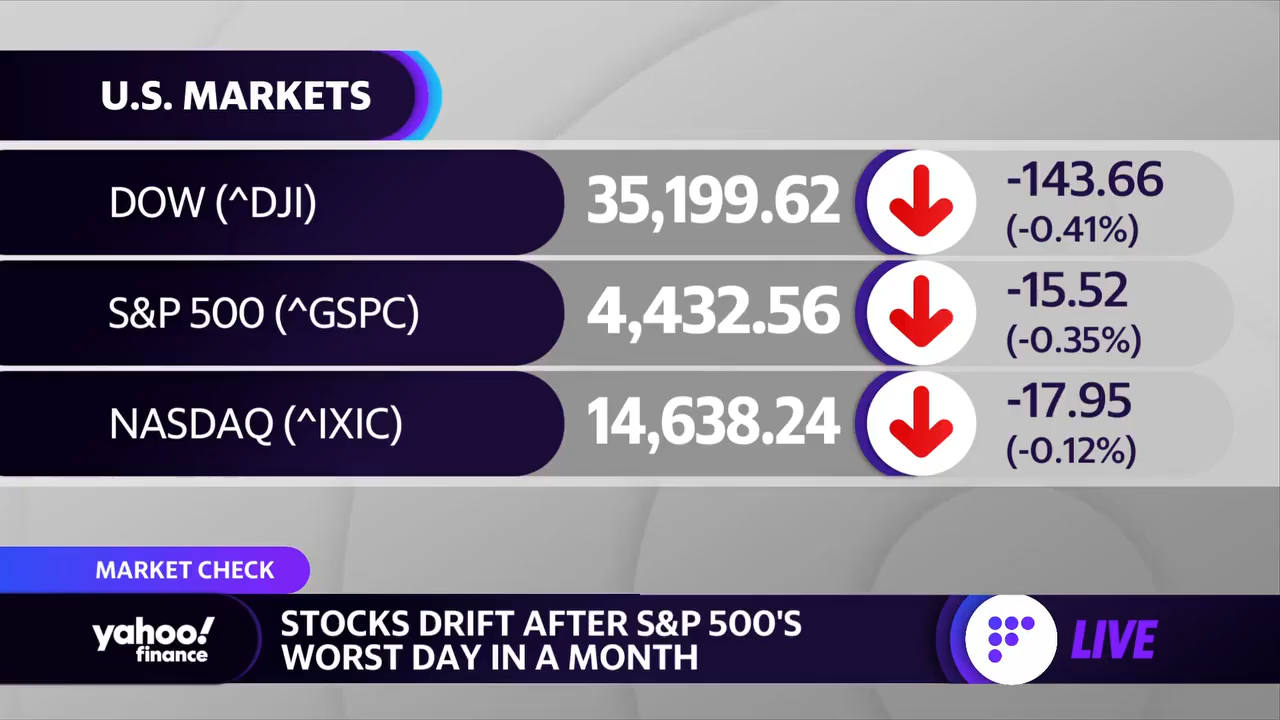 U.S. MARKETS
DOW (^DJI) 35,199.62 -143.66
(-0.41%)
S&P 500 (^GSPC) 4,432.56 -15.52
(-0.35%)
NASDAQ (^IXIC) 14,638.24 -17.95
(-0.12%)
MARKET CHECK
yahoo!
finance
STOCKS DRIFT AFTER S&P 500'S
WORST DAY IN A MONTH
LIVE